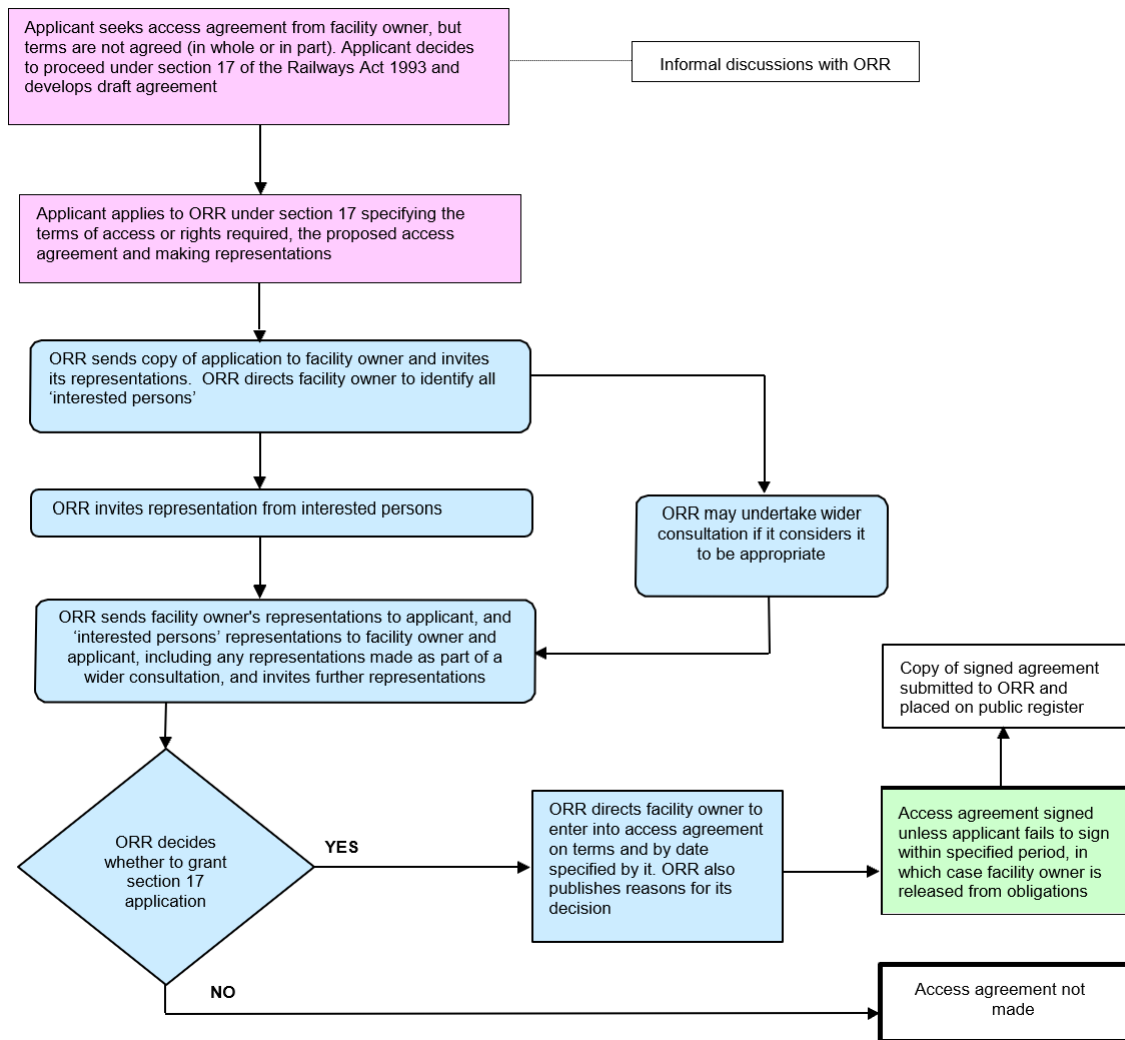 Applicant seeks access agreement from facility owner, but
terms are not agreed (in whole or in part). Applicant decides
to proceed under section 17 of the Railways Act 1993 and
develops draft agreement
Informal discussions with ORR
Applicant applies to ORR under section 17 specifying the
terms of access or rights required, the proposed access
agreement and making representations
ORR sends copy of application to facility owner and invites
its representations.  ORR directs facility owner to identify all
‘interested persons’
ORR invites representation from interested persons
ORR may undertake wider
consultation if it considers it
to be appropriate
ORR sends facility owner's representations to applicant, and
‘interested persons’ representations to facility owner and
applicant, including any representations made as part of a
wider consultation, and invites further representations
Copy of signed agreement
submitted to ORR and
placed on public register
ORR decides
whether to grant
section 17
application
YES
ORR directs facility owner to
enter into access agreement
on terms and by date
specified by it. ORR also
publishes reasons for its
decision
Access agreement signed
unless applicant fails to sign
within specified period, in
which case facility owner is
released from obligations
NO
Access agreement not
made